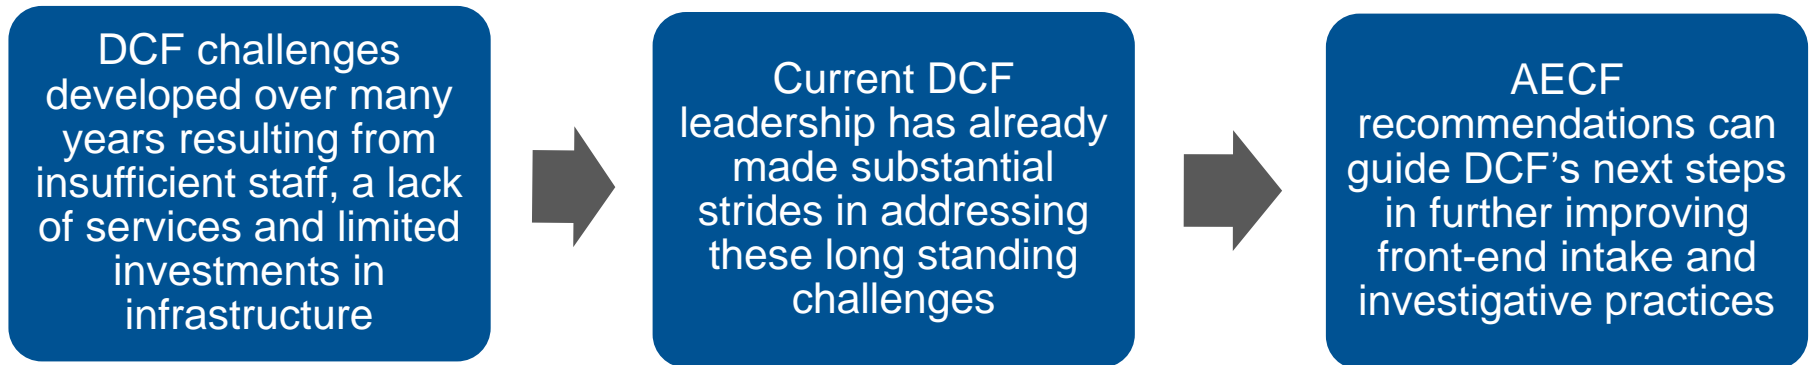 DCF challenges
developed over many
years resulting from
insufficient staff, a lack
of services and limited
investments in
infrastructure
Current DCF
leadership has already
made substantial
strides in addressing
these long standing
challenges
AECF
recommendations can
guide DCF’s next steps
in further improving
front-end intake and
investigative practices